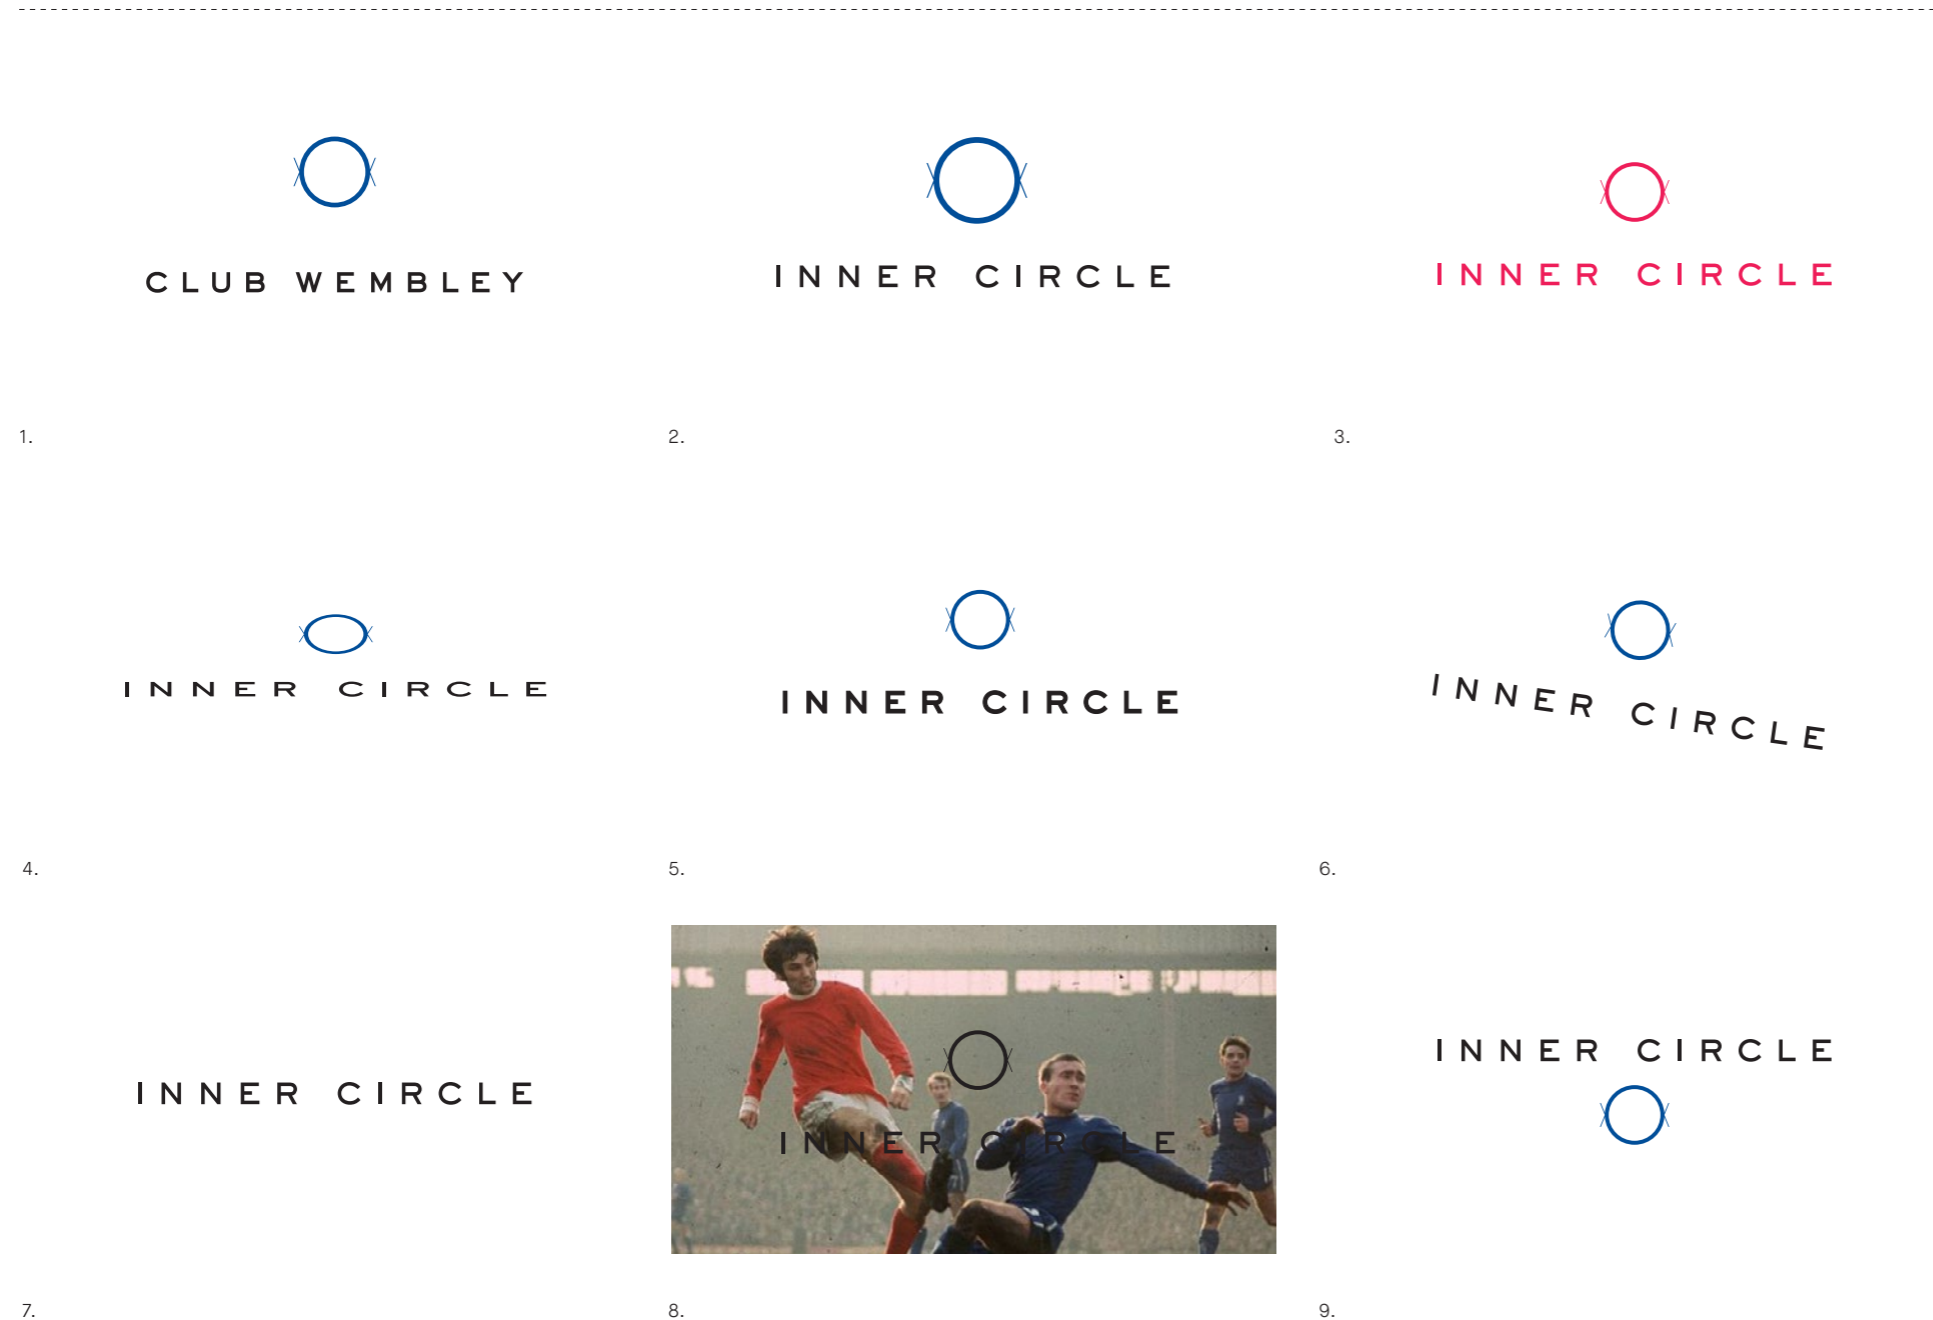 CLUB WEMBLEY
INNER CIRCLE
INNER CIRCLE
1.
2.
3.
INNER CIRCLE
INNER CIRCLE
INNER CIRCLE
4.
5.
6.
INNER CIRCLE
INNER CIRCLE
INNER CIRCLE
7.
8.
9.